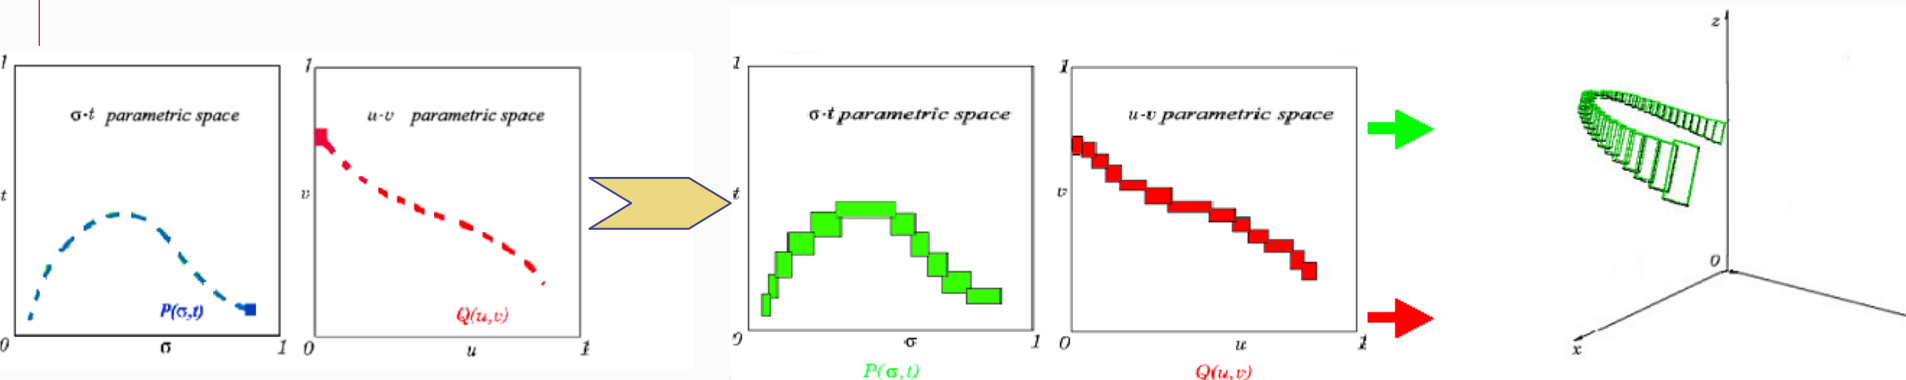 1
σ-t parametric space
t
P(σ,t)
0
σ
1
1
u-v parametric space
v
Q(u,v)
0
u
1
1
σ-t parametric space
t
0
σ
1
P(σ,t)
1
u-v parametric space
v
0
u
1
Q(u,v)
z
0
x